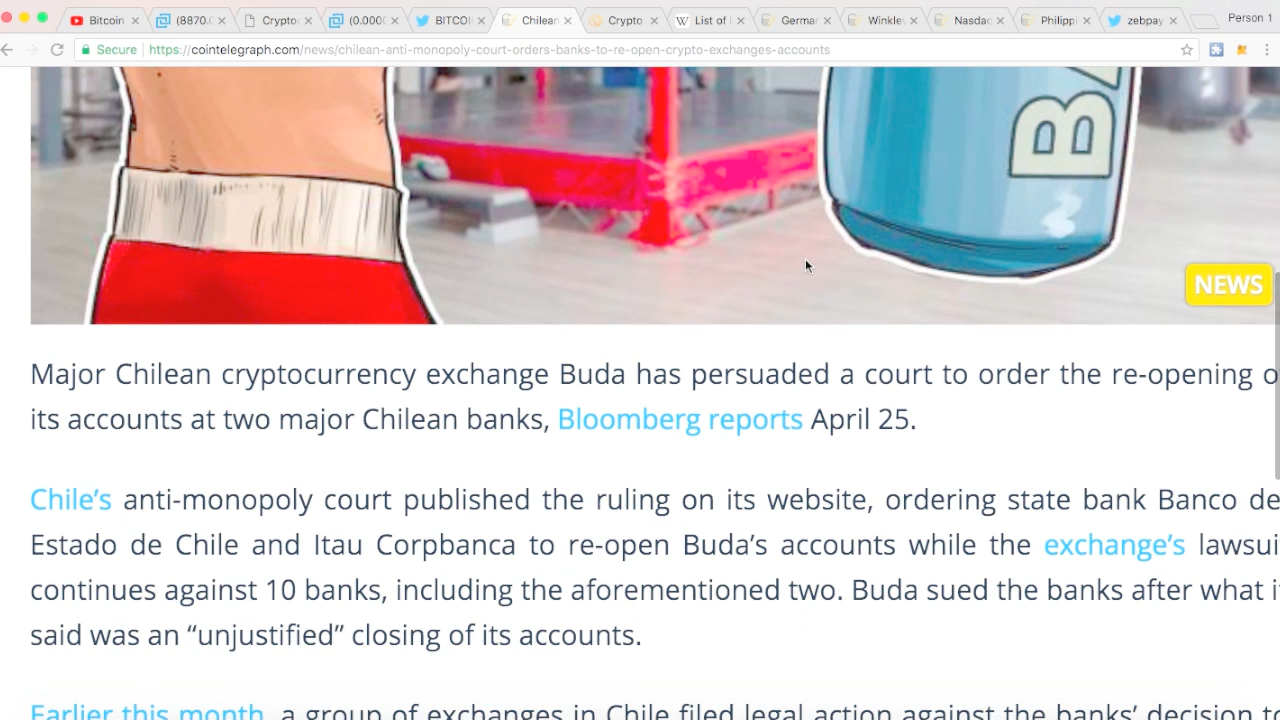 Bitcoin
(8870.
Crypto
(0.000
BITCOI
Chilean
Crypto
List of
Germar
Winklev
Nasdac
Philipp
zebpay
Person 1
Secure
https://cointelegraph.com/news/chilean-anti-monopoly-court-orders-banks-to-re-open-crypto-exchanges-accounts
BA
NEWS
Major Chilean cryptocurrency exchange Buda has persuaded a court to order the re-opening o
its accounts at two major Chilean banks, Bloomberg reports April 25.
Chile's anti-monopoly court published the ruling on its website, ordering state bank Banco de
Estado de Chile and Itau Corpbanca to re-open Buda's accounts while the exchange's lawsui
continues against 10 banks, including the aforementioned two. Buda sued the banks after what i
said was an “unjustified” closing of its accounts.
Earlier this month, a group of exchanges in Chile filed legal action against the banks' decision to